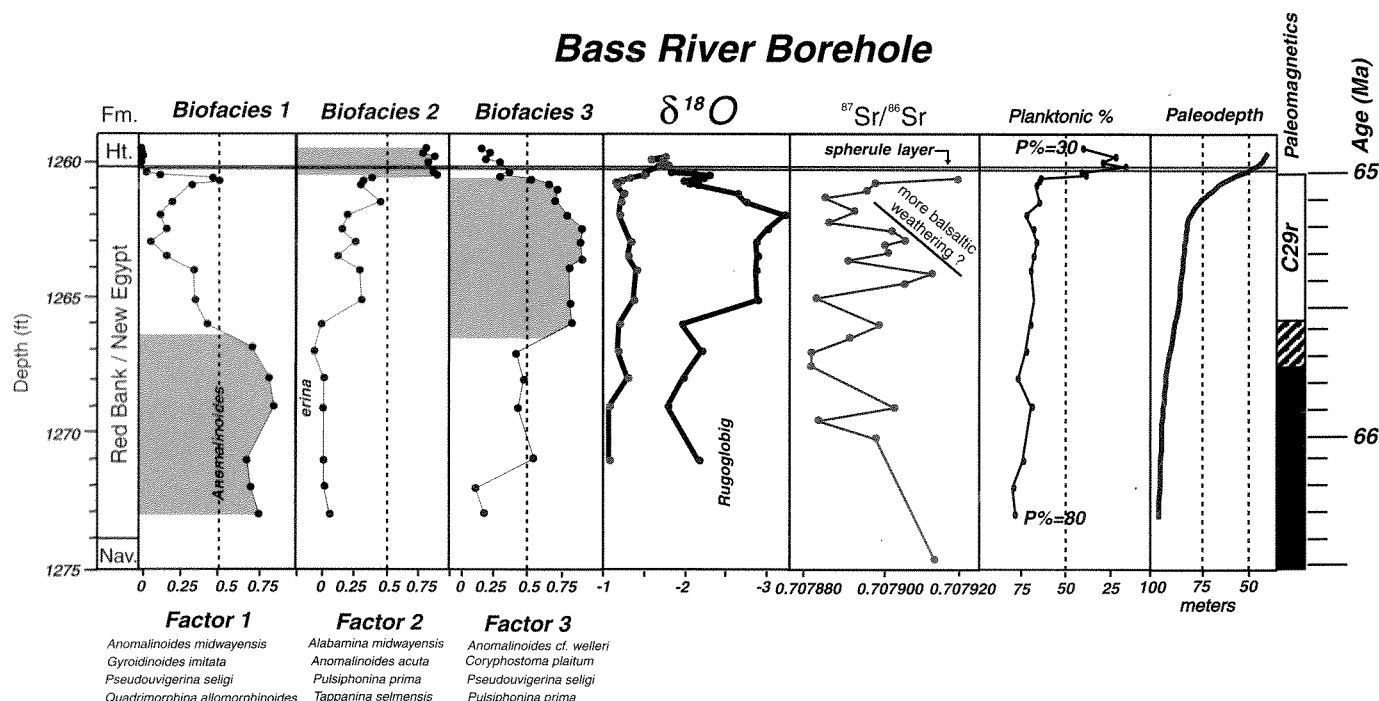 Bass River Borehole
Fm.
Biofacies 1
Biofacies 2
Biofacies 3
δ 18O
87Sr/86Sr
Planktonic %
Paleodepth
Paleomagnetics
Age (Ma)
Ht.
Red Bank / New Egypt
Nav.
Depth (ft)
1260
1265
1270
1275
Anomalinoides
erina
Rugoglobig
spherule layer
more balsaltic
weathering ?
P%=30
P%=80
C29r
65
66
0 0.25 0.5 0.75
0 0.25 0.5 0.75
0 0.25 0.5 0.75
-1 -2 -3
0.707880 0.707900 0.707920
75 50 25
100 75 50
meters
Factor 1
Anomalinoides midwayensis
Gyroidinoides imitata
Pseudouvigerina seligi
Quadrimorphina allomorphinoides
Factor 2
Alabamina midwayensis
Anomalinoides acuta
Pulsiphonina prima
Tappanina selmensis
Factor 3
Anomalinoides cf. welleri
Coryphostoma plaitum
Pseudouvigerina seligi
Pulsiphonina prima